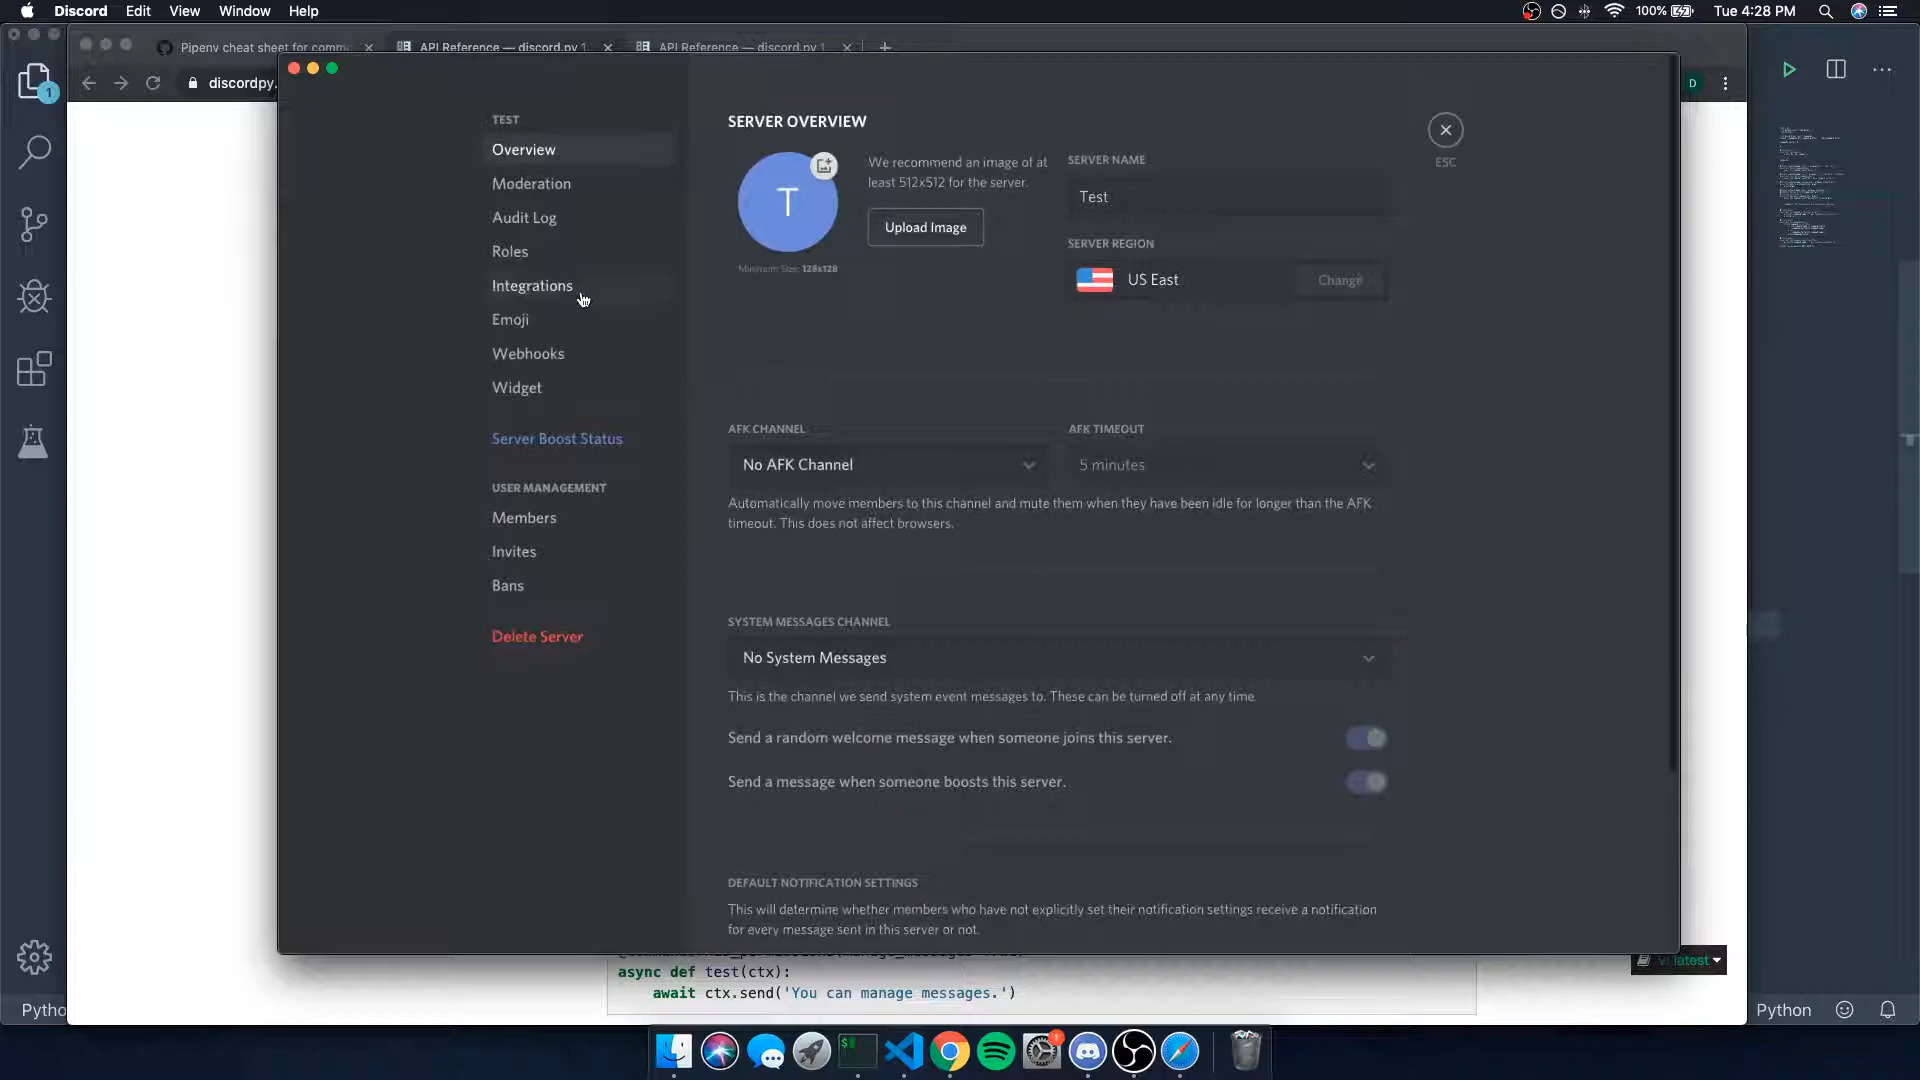 Discord Edit View Window Help
100% Tue 4:28 PM
Pipenv cheat sheet for comm
API Reference — discord.py 1
API Reference — discord.py 1
discordpy.
D
1
TEST
Overview
Moderation
Audit Log
Roles
Integrations
Emoji
Webhooks
Widget
Server Boost Status
USER MANAGEMENT
Members
Invites
Bans
Delete Server
SERVER OVERVIEW
T
Minimum Size: 128x128
We recommend an image of at
least 512x512 for the server.
Upload Image
SERVER NAME
Test
SERVER REGION
US East
Change
ESC
AFK CHANNEL
No AFK Channel
AFK TIMEOUT
5 minutes
Automatically move members to this channel and mute them when they have been idle for longer than the AFK
timeout. This does not affect browsers.
SYSTEM MESSAGES CHANNEL
No System Messages
This is the channel we send system event messages to. These can be turned off at any time.
Send a random welcome message when someone joins this server.
Send a message when someone boosts this server.
DEFAULT NOTIFICATION SETTINGS
This will determine whether members who have not explicitly set their notification settings receive a notification
for every message sent in this server or not.
async def test(ctx):
await ctx.send('You can manage messages.')
v: latest
Pytho
Python
$
1